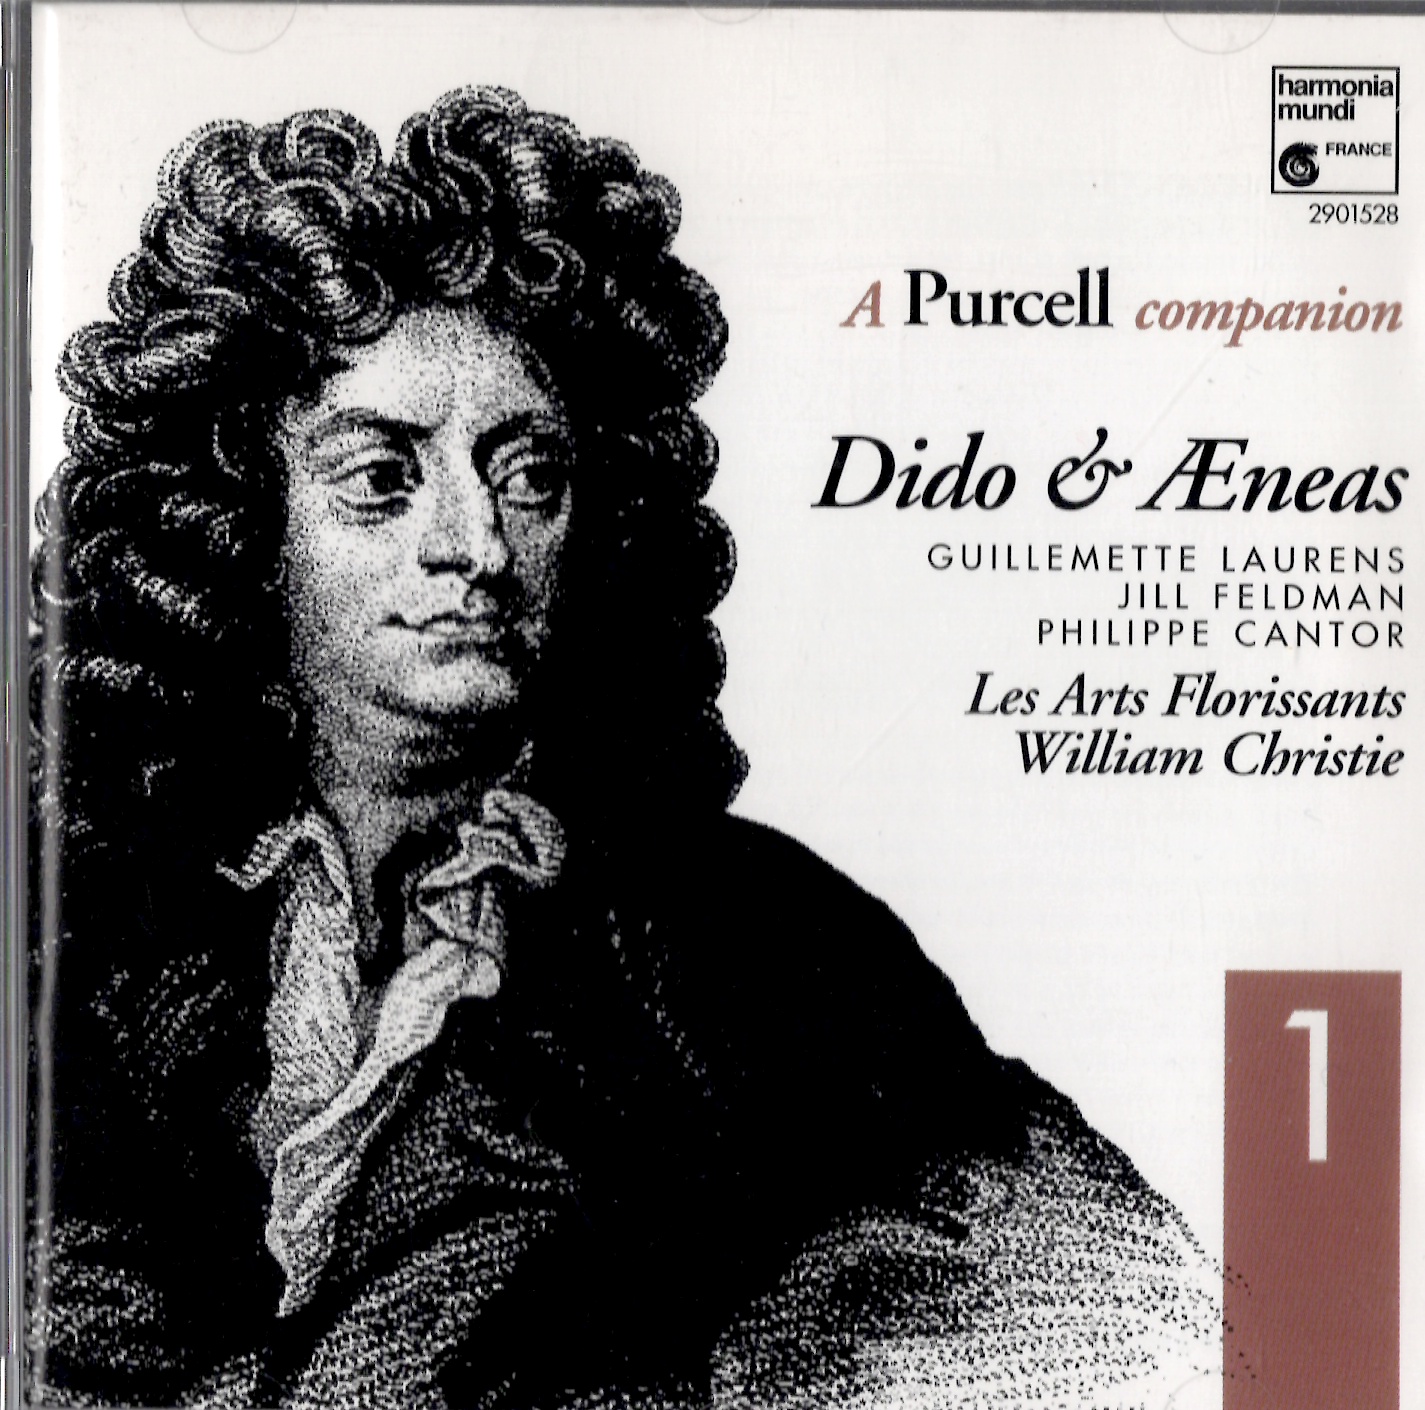 harmonia
mundi
FRANCE
2901528
A Purcell companion
Dido & Æneas
GUILLEMETTE LAURENS
JILL FELDMAN
PHILIPPE CANTOR
Les Arts Florissants
William Christie
1